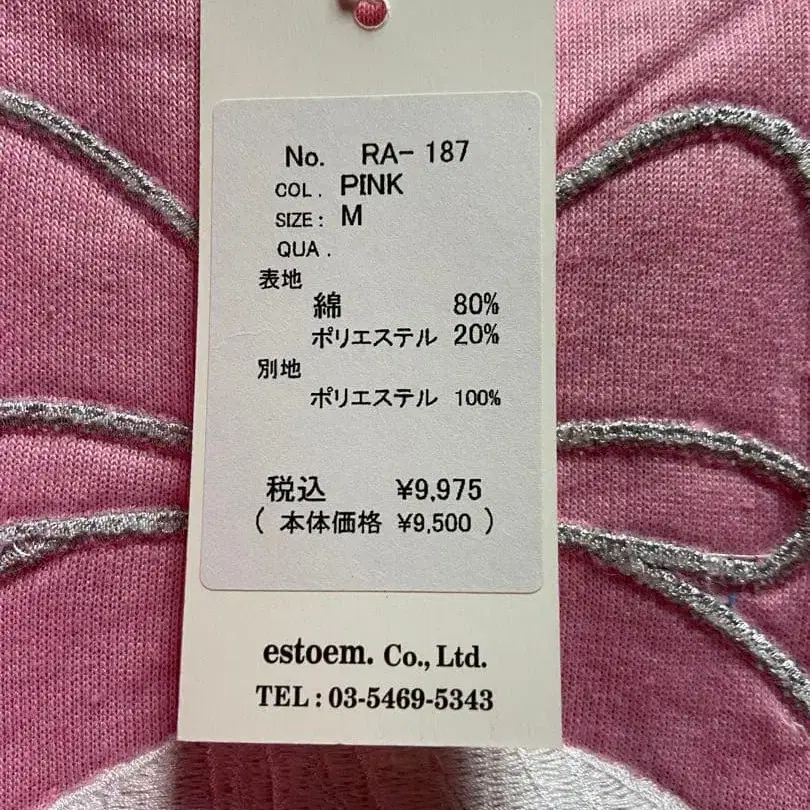 No. RA-187
COL. PINK
SIZE: M
QUA.
表地
綿 80%
ポリエステル 20%
別地
ポリエステル 100%
税込 ¥9,975
( 本体価格 ¥9,500 )
estoem. Co., Ltd.
TEL : 03-5469-5343